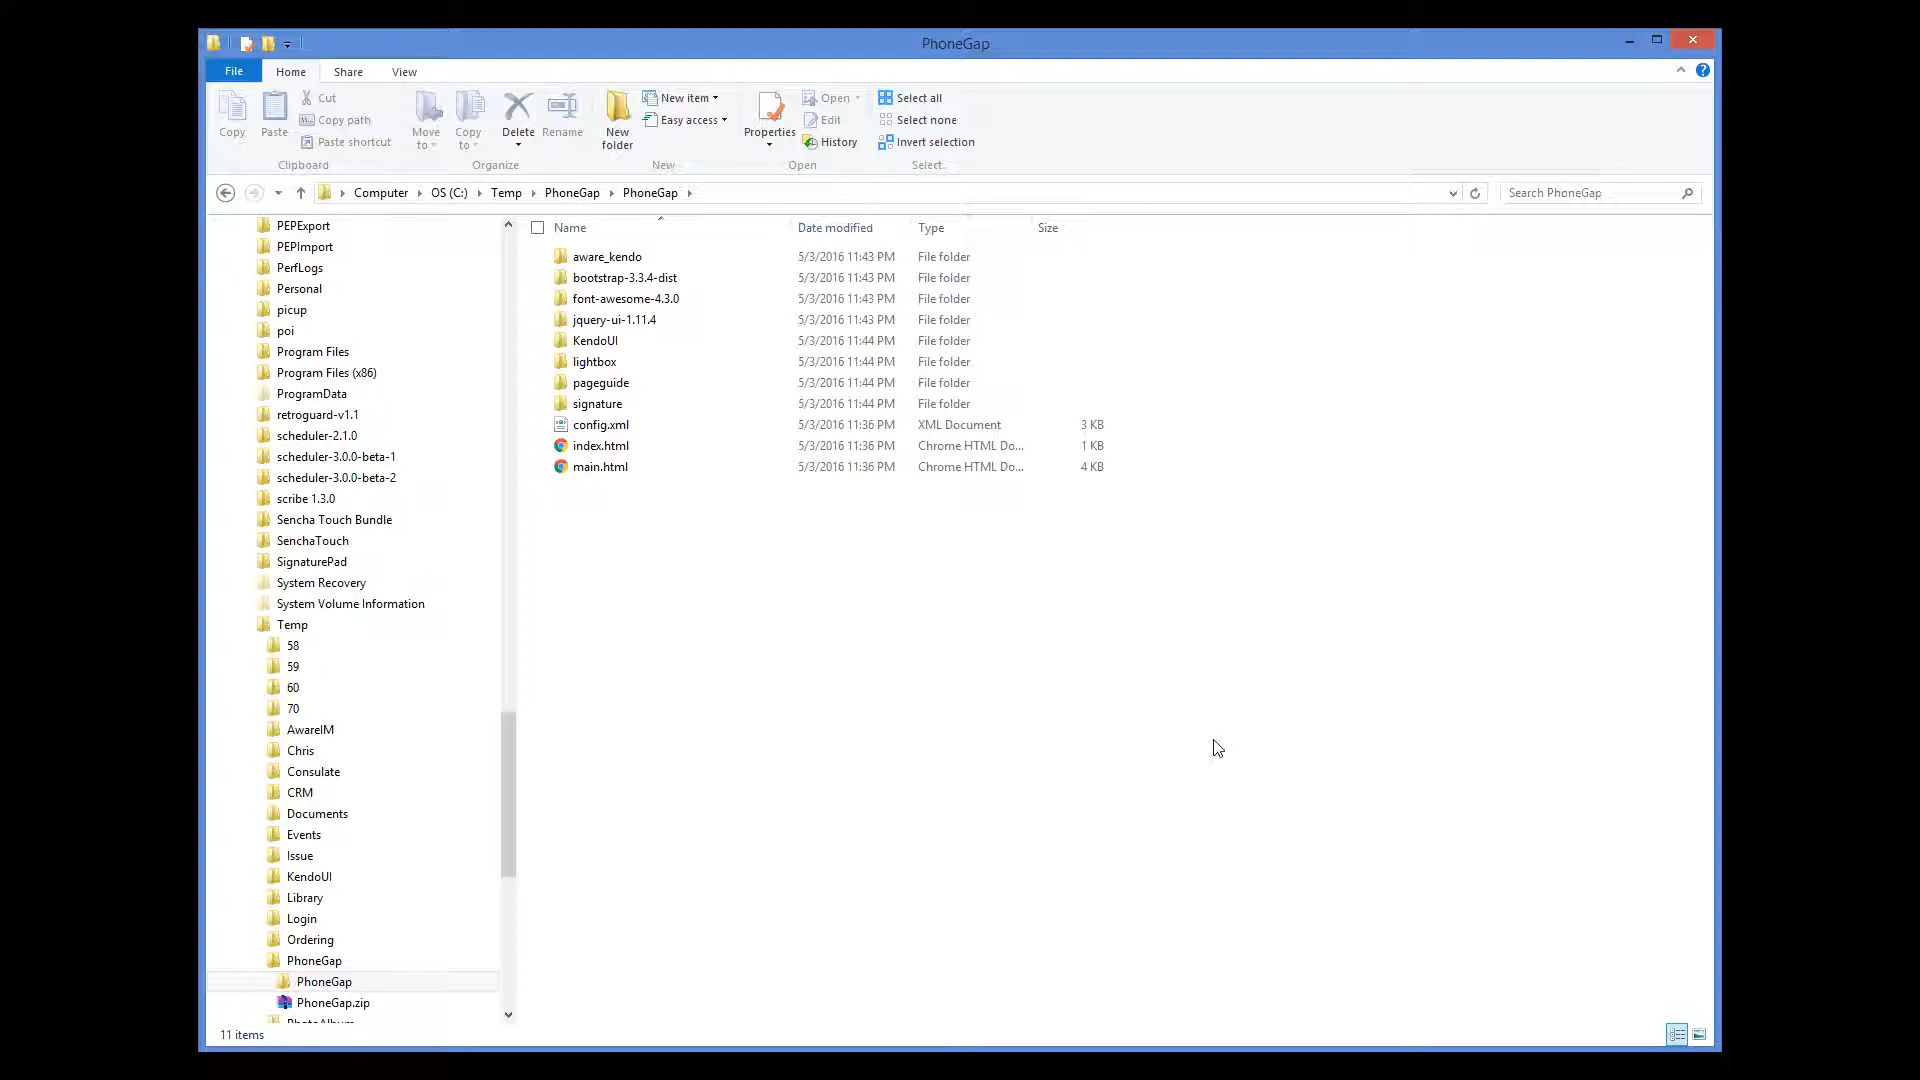 PhoneGap
File Home Share View
Copy
Paste
Cut
Copy path
Paste shortcut
Clipboard
Move to
Copy to
Delete
Rename
Organize
New folder
New item
Easy access
New
Properties
Open
Edit
History
Open
Select all
Select none
Invert selection
Select
Computer OS (C:) Temp PhoneGap PhoneGap
Search PhoneGap
PEPExport
PEPImport
PerfLogs
Personal
picup
poi
Program Files
Program Files (x86)
ProgramData
retroguard-v1.1
scheduler-2.1.0
scheduler-3.0.0-beta-1
scheduler-3.0.0-beta-2
scribe 1.3.0
Sencha Touch Bundle
SenchaTouch
SignaturePad
System Recovery
System Volume Information
Temp
58
59
60
70
AwareIM
Chris
Consulate
CRM
Documents
Events
Issue
KendoUI
Library
Login
Ordering
PhoneGap
PhoneGap
PhoneGap.zip
Name Date modified Type Size
aware_kendo 5/3/2016 11:43 PM File folder
bootstrap-3.3.4-dist 5/3/2016 11:43 PM File folder
font-awesome-4.3.0 5/3/2016 11:43 PM File folder
jquery-ui-1.11.4 5/3/2016 11:43 PM File folder
KendoUI 5/3/2016 11:44 PM File folder
lightbox 5/3/2016 11:44 PM File folder
pageguide 5/3/2016 11:44 PM File folder
signature 5/3/2016 11:44 PM File folder
config.xml 5/3/2016 11:36 PM XML Document 3 KB
index.html 5/3/2016 11:36 PM Chrome HTML Do... 1 KB
main.html 5/3/2016 11:36 PM Chrome HTML Do... 4 KB
11 items